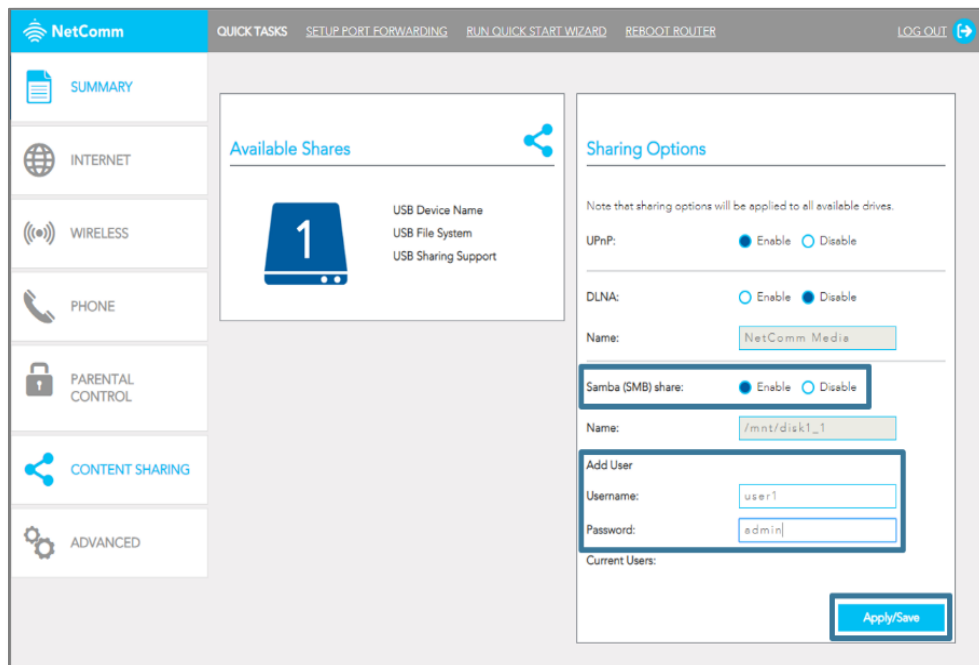 NetComm
QUICK TASKS SETUP PORT FORWARDING RUN QUICK START WIZARD REBOOT ROUTER LOG OUT
SUMMARY
INTERNET
WIRELESS
PHONE
PARENTAL
CONTROL
CONTENT SHARING
ADVANCED
Available Shares
1
USB Device Name
USB File System
USB Sharing Support
Sharing Options
Note that sharing options will be applied to all available drives.
UPnP: Enable Disable
DLNA: Enable Disable
Name: NetComm Media
Samba (SMB) share: Enable Disable
Name: /mnt/disk1_1
Add User
Username: user1
Password: admin
Current Users:
Apply/Save